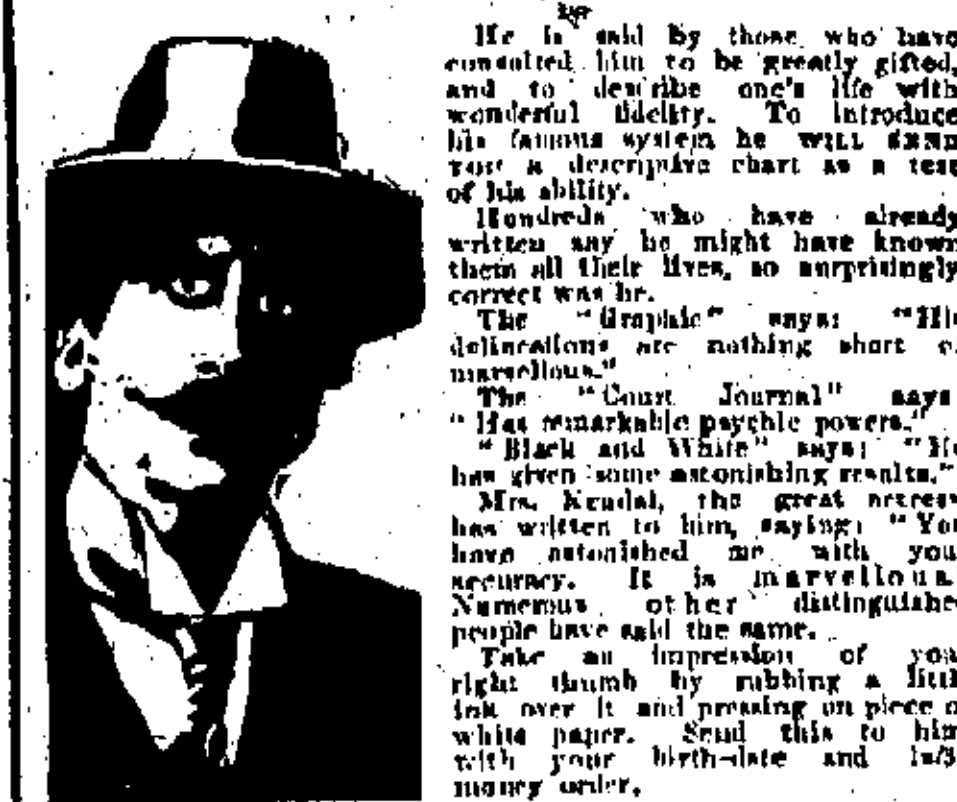 He is said by those who have
consulted him to be greatly gifted,
and to describe one's life with
wonderful fidelity. To introduce
his famous system he WILL SEND
YOU a descriptive chart as a test
of his ability.
Hundreds who have already
written say he might have known
them all their lives, so surprisingly
correct was he.
The "Graphic" says: "His
delineations are nothing short of
marvellous."
The "Court Journal" says
"Has remarkable psychic powers."
"Black and White" says: "He
has given some astonishing results."
Mrs. Kendal, the great actress
has written to him, saying: "You
have astonished me with you
accuracy. It is marvellous
Numerous other distinguishe
people have said the same.
Take an impression of you
right thumb by rubbing a littl
ink over it and pressing on piece o
white paper. Send this to him
with your birth-date and
money order.